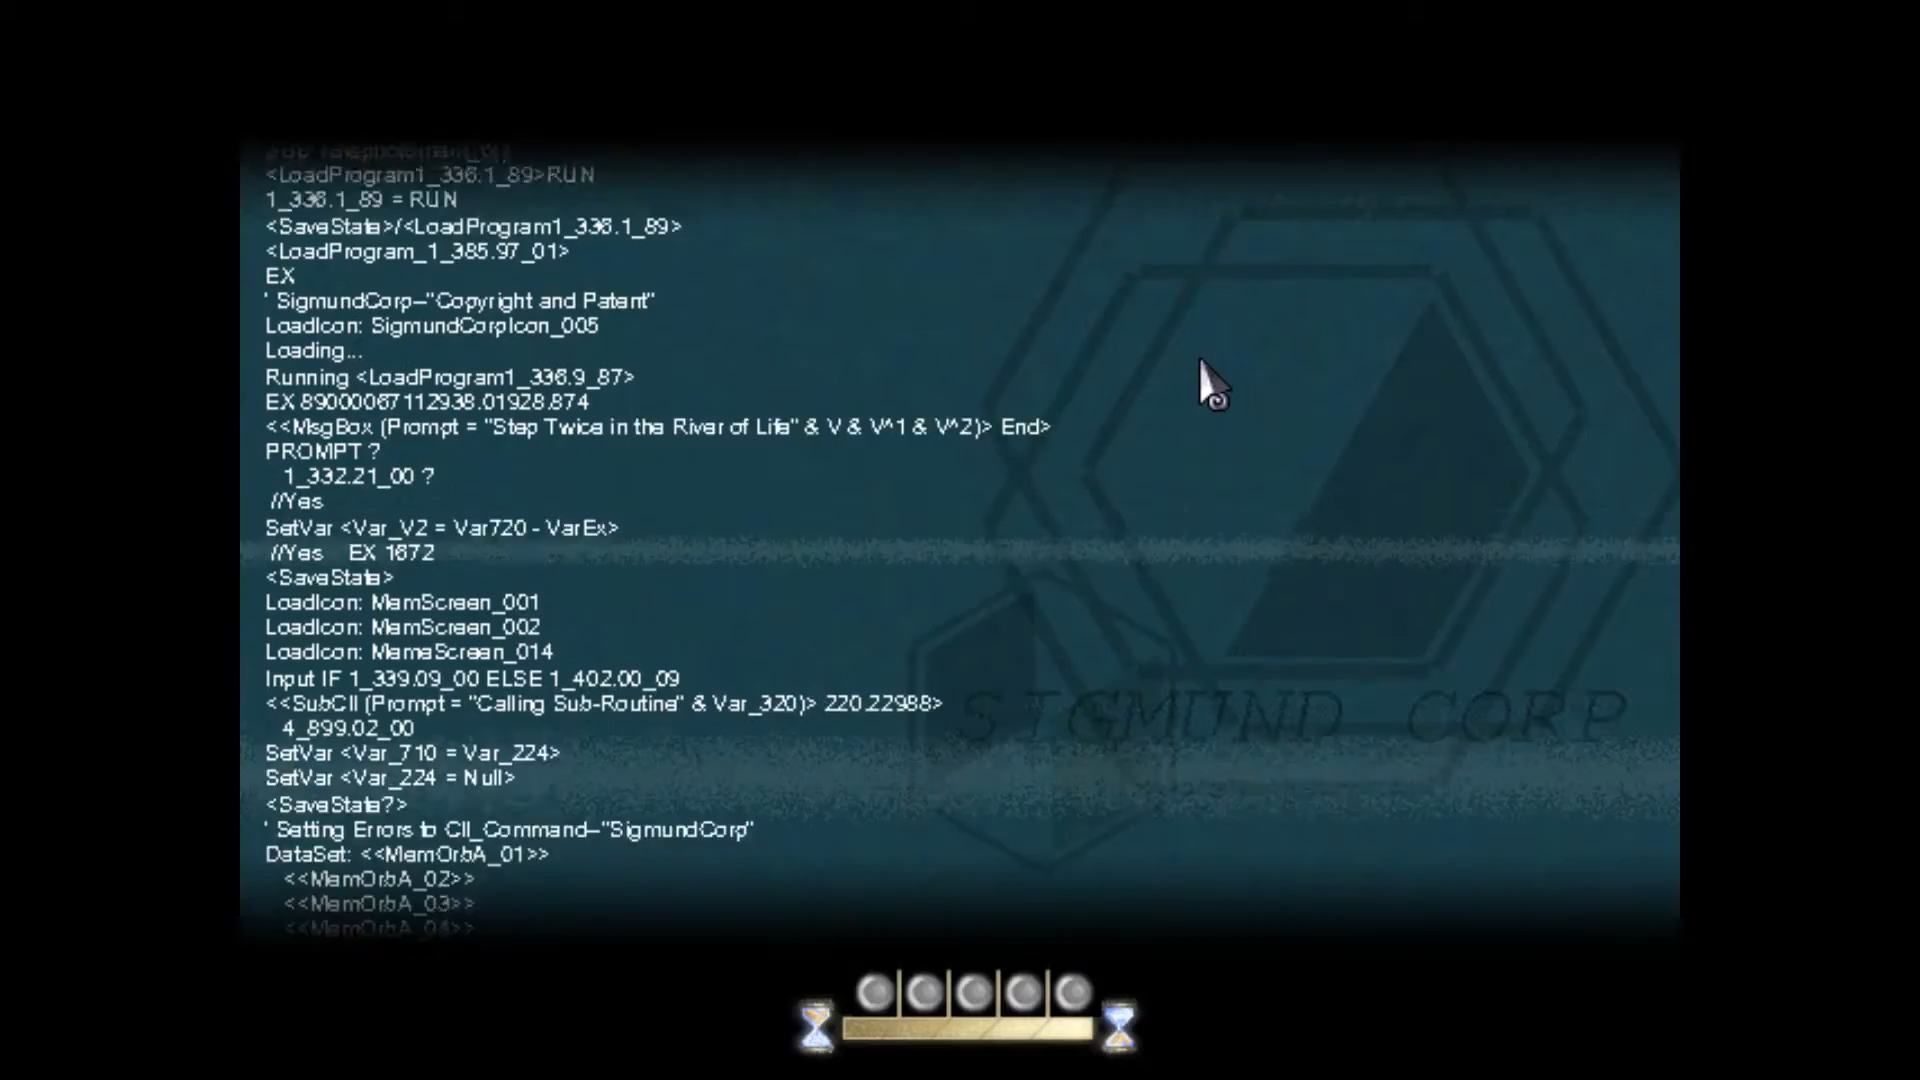 <LoadProgram1_336.1_89>RUN
1_336.1_89 = RUN
<SaveState>/<LoadProgram1_336.1_89>
<LoadProgram_1_385.97_01>
EX
' SigmundCorp--"Copyright and Patent"
LoadIcon: SigmundCorpIcon_005
Loading...
Running <LoadProgram1_336.9_87>
EX 89000067112938.01928.874
<<MsgBox (Prompt = "Step Twice in the River of Life" & V & V^1 & V^2)> End>
PROMPT ?
1_332.21_00 ?
//Yes
SetVar <Var_V2 = Var720 - VarEx>
//Yes EX 1672
<SaveState>
LoadIcon: MemScreen_001
LoadIcon: MemScreen_002
LoadIcon: MemeScreen_014
Input IF 1_339.09_00 ELSE 1_402.00_09
<<SubCll (Prompt = "Calling Sub-Routine" & Var_320)> 220.22988>
4_899.02_00
SetVar <Var_710 = Var_224>
SetVar <Var_224 = Null>
<SaveState?>
' Setting Errors to Cll_Command--"SigmundCorp"
DataSet: <<MemOrbA_01>>
<<MemOrbA_02>>
<<MemOrbA_03>>
<<MemOrbA_04>>
SIGMUND CORP